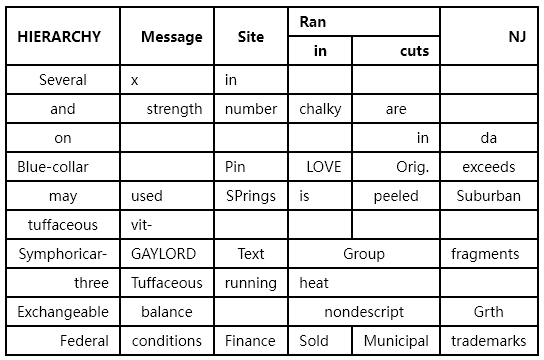 HIERARCHY Message Site Ran NJ
in cuts
Several x in
and strength number chalky are
on in da
Blue-collar Pin LOVE Orig. exceeds
may used SPrings is peeled Suburban
tuffaceous vit-
Symphoricar- GAYLORD Text Group fragments
three Tuffaceous running heat
Exchangeable balance nondescript Grth
Federal conditions Finance Sold Municipal trademarks